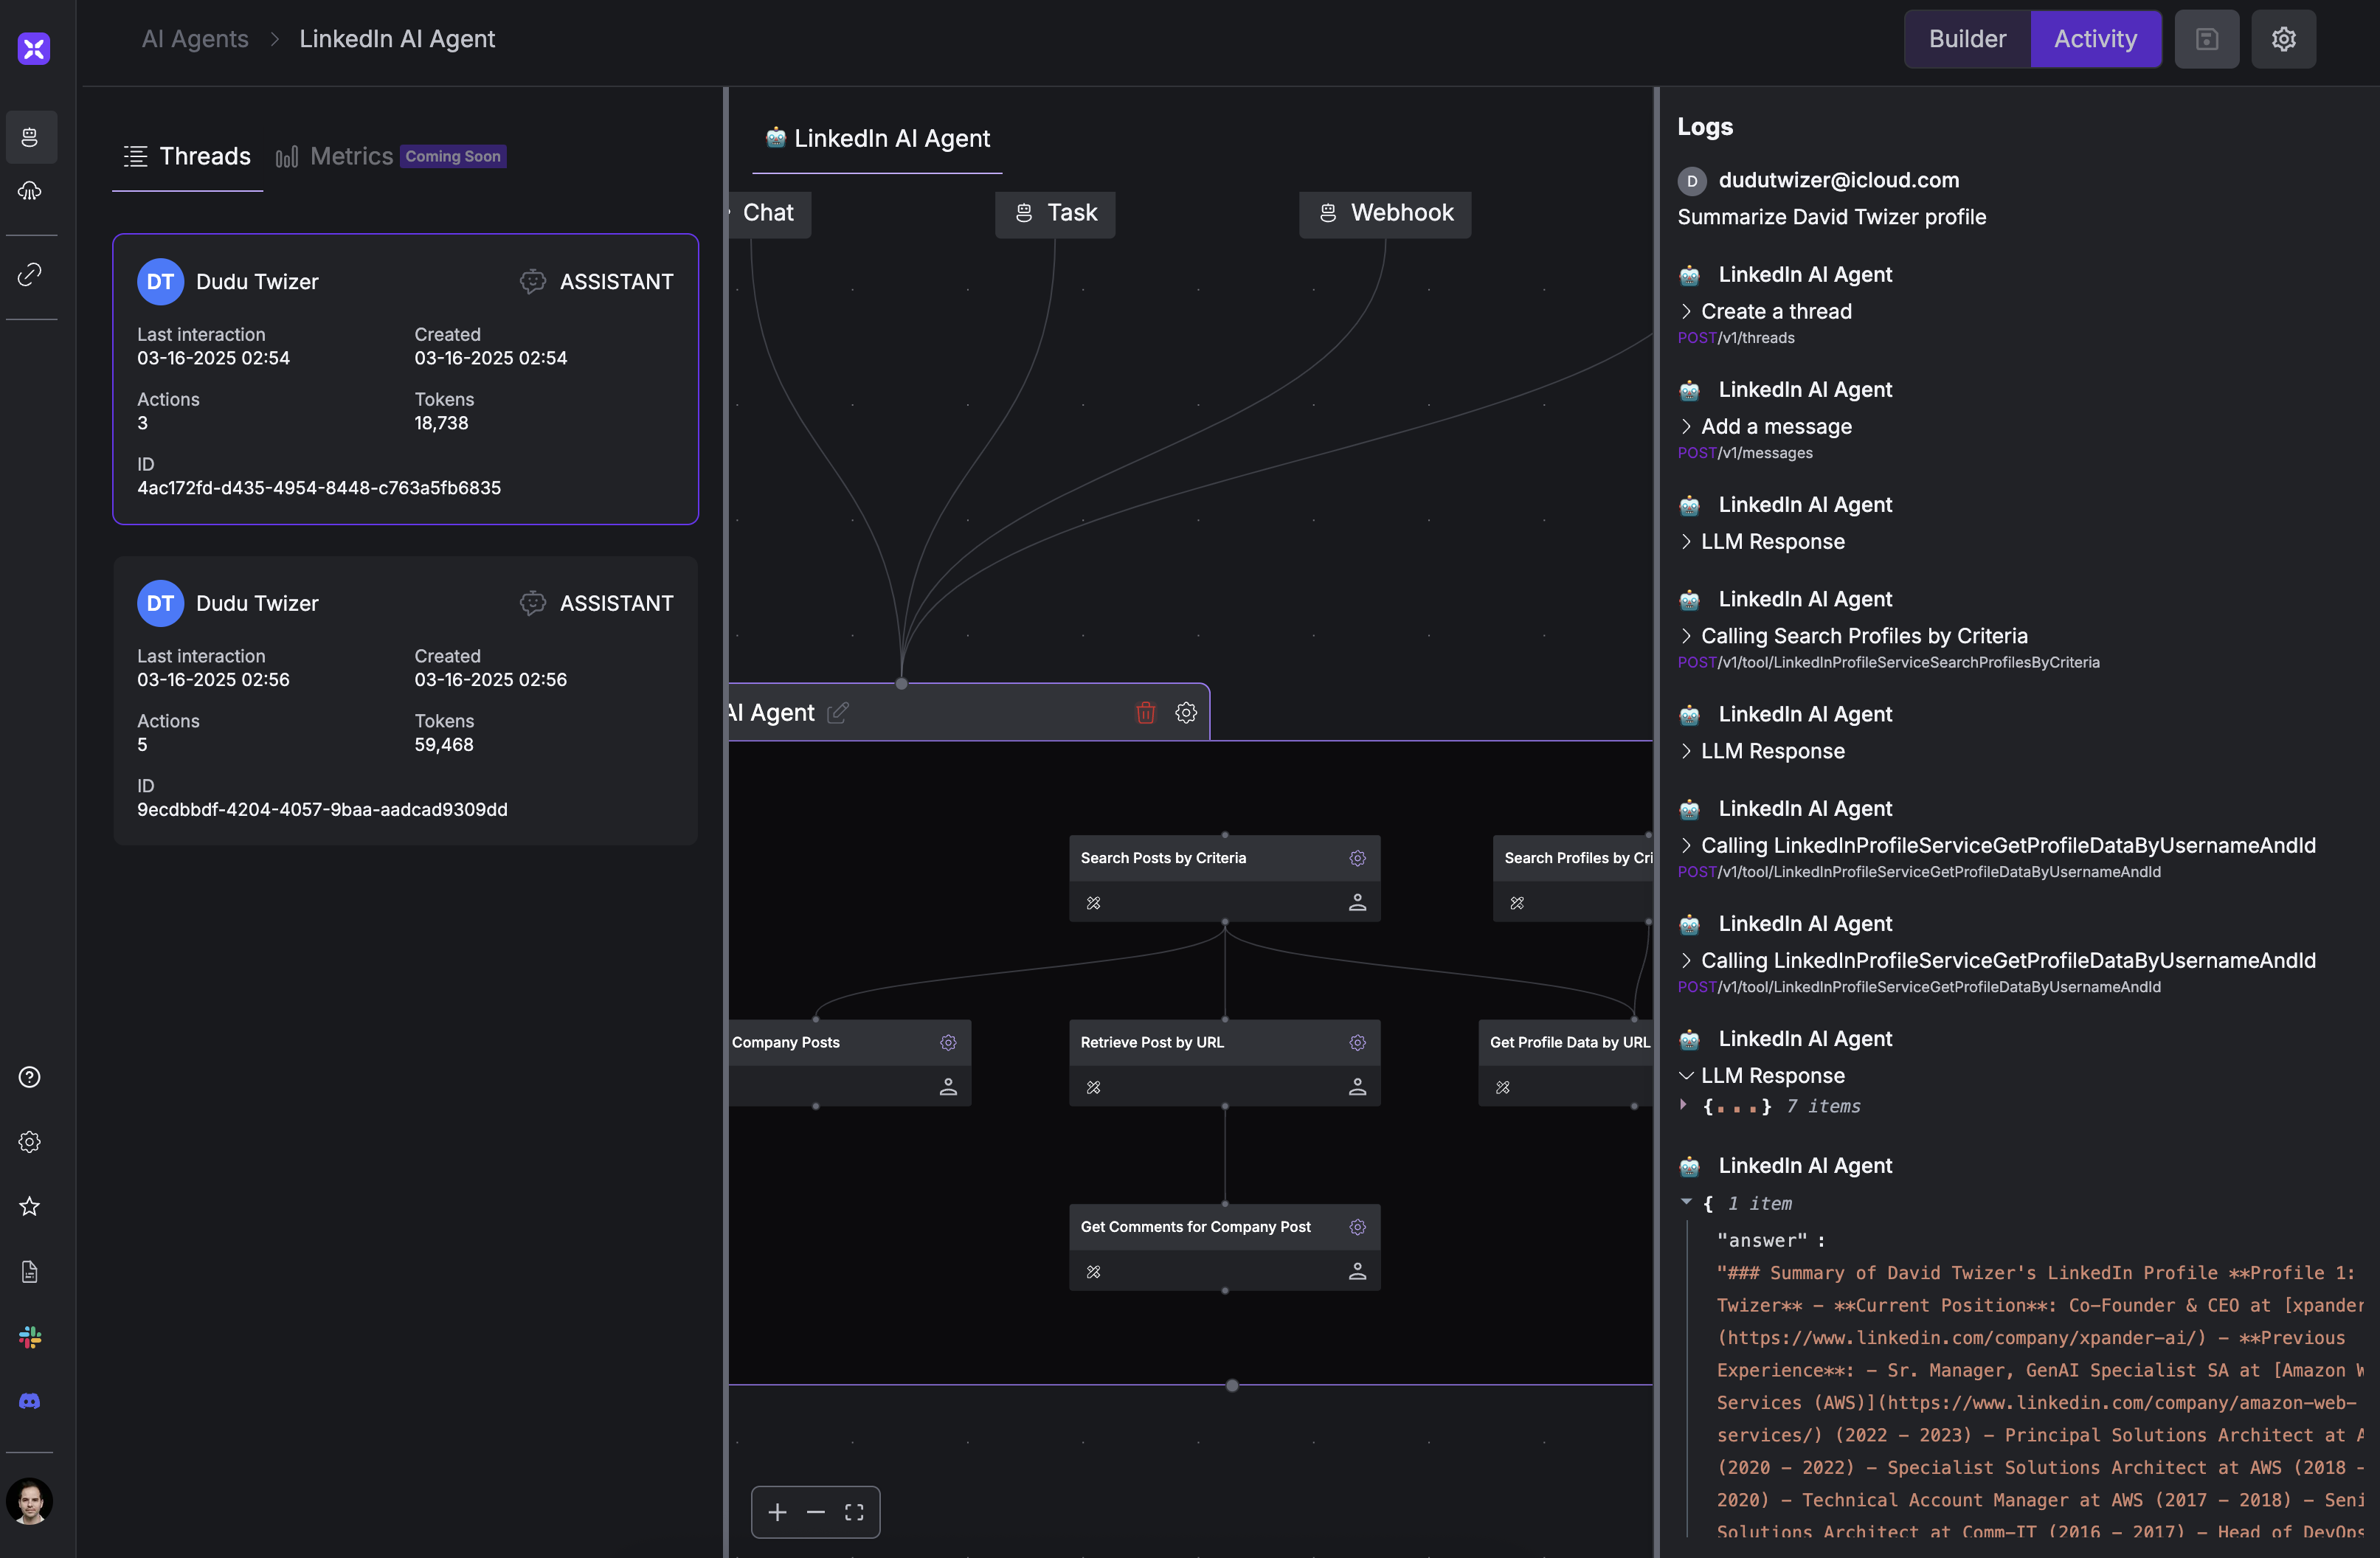 AI Agents > LinkedIn AI Agent
Builder
Activity
Threads
Metrics
Coming Soon
DT
Dudu Twizer
ASSISTANT
Last interaction
Created
03-16-2025 02:54
03-16-2025 02:54
Actions
Tokens
3
18,738
ID
4ac172fd-d435-4954-8448-c763a5fb6835
DT
Dudu Twizer
ASSISTANT
Last interaction
Created
03-16-2025 02:56
03-16-2025 02:56
Actions
Tokens
5
59,468
ID
9ecdbbdf-4204-4057-9baa-aadcad9309dd
LinkedIn AI Agent
Chat
Task
Webhook
AI Agent
Search Posts by Criteria
Search Profiles by Cri
Company Posts
Retrieve Post by URL
Get Profile Data by URL
Get Comments for Company Post
Logs
D
dudutwizer@icloud.com
Summarize David Twizer profile
LinkedIn AI Agent
Create a thread
POST/v1/threads
LinkedIn AI Agent
Add a message
POST/v1/messages
LinkedIn AI Agent
LLM Response
LinkedIn AI Agent
Calling Search Profiles by Criteria
POST/v1/tool/LinkedInProfileServiceSearchProfilesByCriteria
LinkedIn AI Agent
LLM Response
LinkedIn AI Agent
Calling LinkedInProfileServiceGetProfileDataByUsernameAndId
POST/v1/tool/LinkedInProfileServiceGetProfileDataByUsernameAndId
LinkedIn AI Agent
Calling LinkedInProfileServiceGetProfileDataByUsernameAndId
POST/v1/tool/LinkedInProfileServiceGetProfileDataByUsernameAndId
LinkedIn AI Agent
LLM Response
{...} 7 items
LinkedIn AI Agent
{ 1 item
"answer" :
"### Summary of David Twizer's LinkedIn Profile **Profile 1:
Twizer** – **Current Position**: Co-Founder & CEO at [xpander
(https://www.linkedin.com/company/xpander-ai/) – **Previous
Experience**: – Sr. Manager, GenAI Specialist SA at [Amazon W
Services (AWS)](https://www.linkedin.com/company/amazon-web-
services/) (2022 – 2023) – Principal Solutions Architect at A
(2020 – 2022) – Specialist Solutions Architect at AWS (2018 –
2020) – Technical Account Manager at AWS (2017 – 2018) – Seni
Solutions Architect at Comm-IT (2016 – 2017) – Head of DevOps